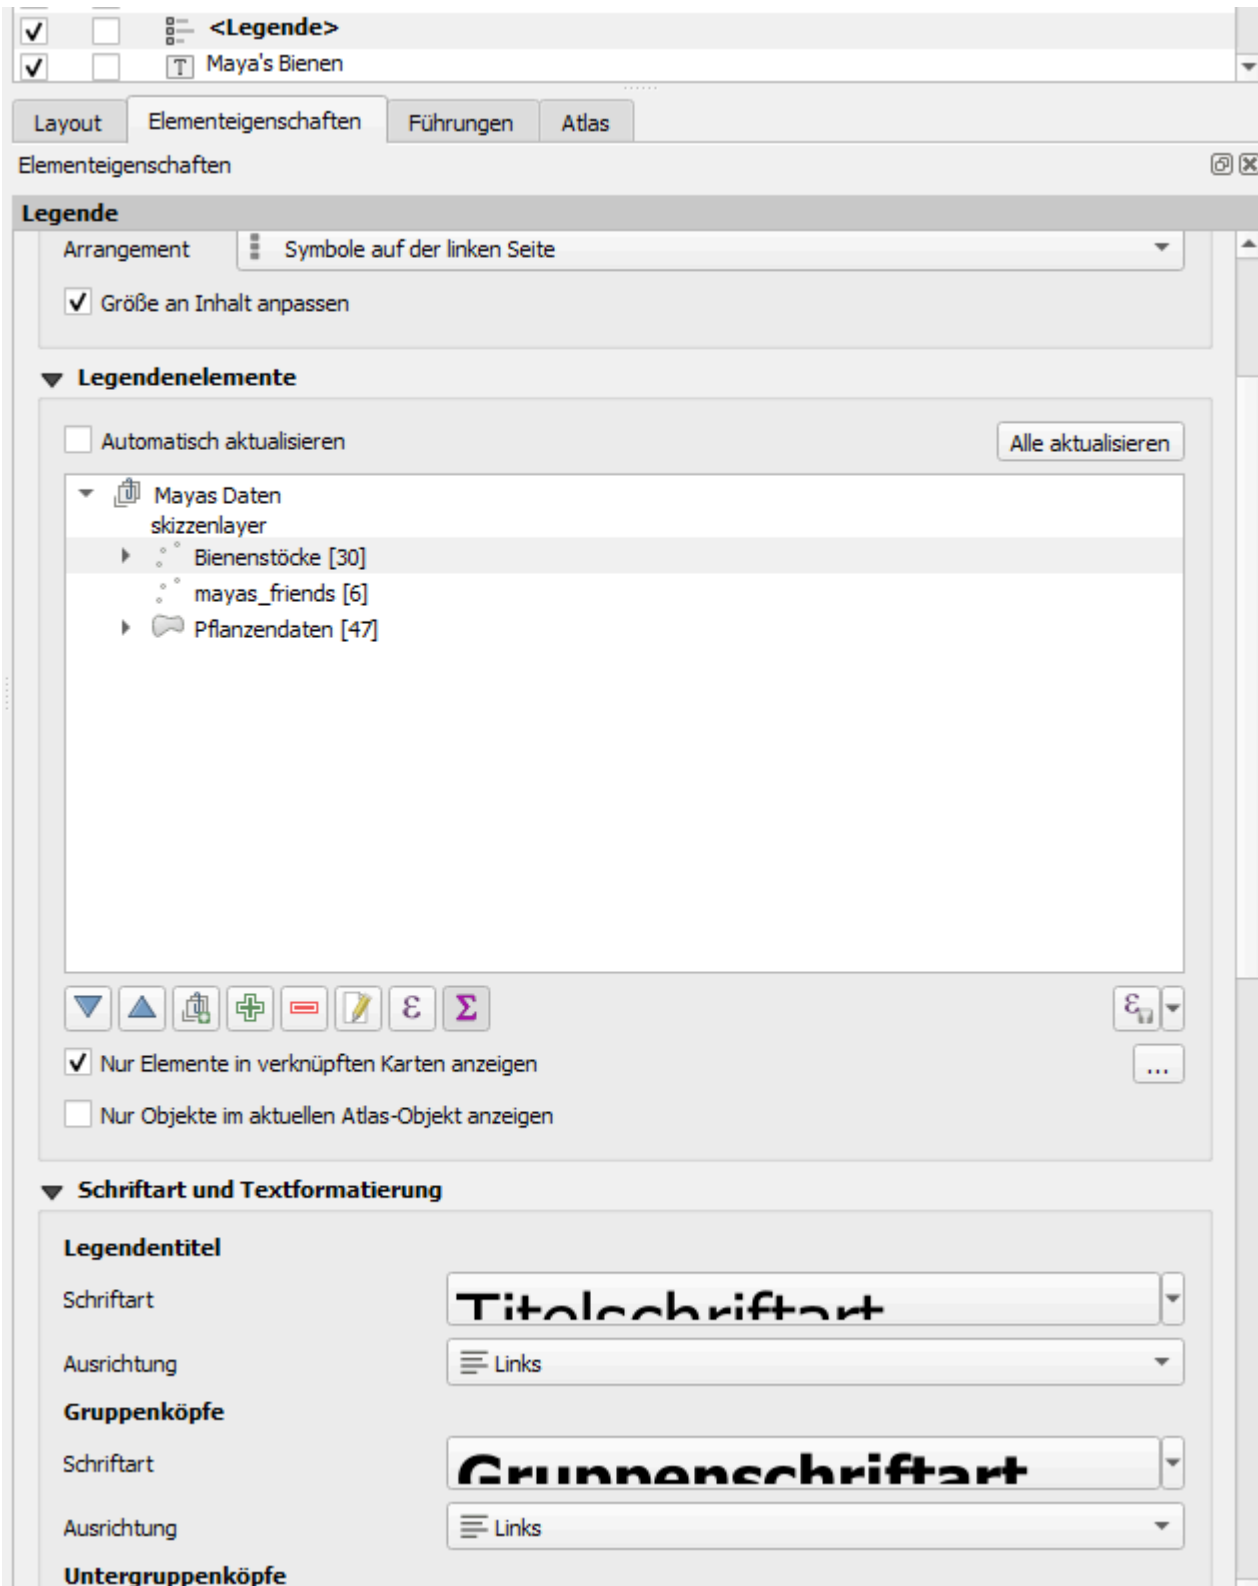 <Legende>
Maya's Bienen
Layout Elementeigenschaften Führungen Atlas
Elementeigenschaften
Legende
Arrangement Symbole auf der linken Seite
Größe an Inhalt anpassen
Legendenelemente
Automatisch aktualisieren Alle aktualisieren
Mayas Daten
skizzenlayer
Bienenstöcke [30]
mayas_friends [6]
Pflanzendaten [47]
ε Σ ε
Nur Elemente in verknüpften Karten anzeigen ...
Nur Objekte im aktuellen Atlas-Objekt anzeigen
Schriftart und Textformatierung
Legendentitel
Schriftart Titelschriftart
Ausrichtung Links
Gruppenköpfe
Schriftart Gruppenschriftart
Ausrichtung Links
Untergruppenköpfe